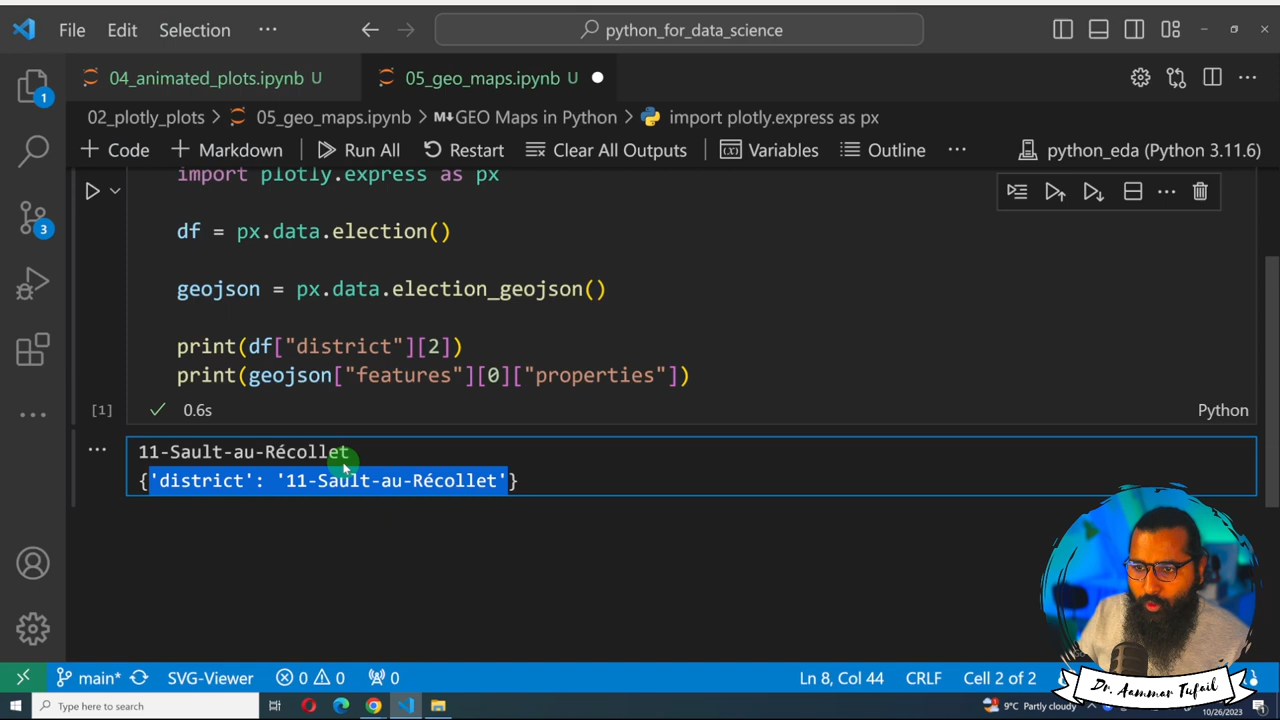 File Edit Selection ··· python_for_data_science
04_animated_plots.ipynb U 05_geo_maps.ipynb U
02_plotly_plots > 05_geo_maps.ipynb > M↓GEO Maps in Python > import plotly.express as px
+ Code + Markdown Run All Restart Clear All Outputs (x) Variables Outline ··· python_eda (Python 3.11.6)
import plotly.express as px
df = px.data.election()
geojson = px.data.election_geojson()
print(df["district"][2])
print(geojson["features"][0]["properties"])
[1] 0.6s Python
11-Sault-au-Récollet
{'district': '11-Sault-au-Récollet'}
1
3
main* SVG-Viewer 0 0 0 Ln 8, Col 44 CRLF Cell 2 of 2
Dr. Aammar Tufail
Type here to search 9°C Partly cloudy 10/26/2023